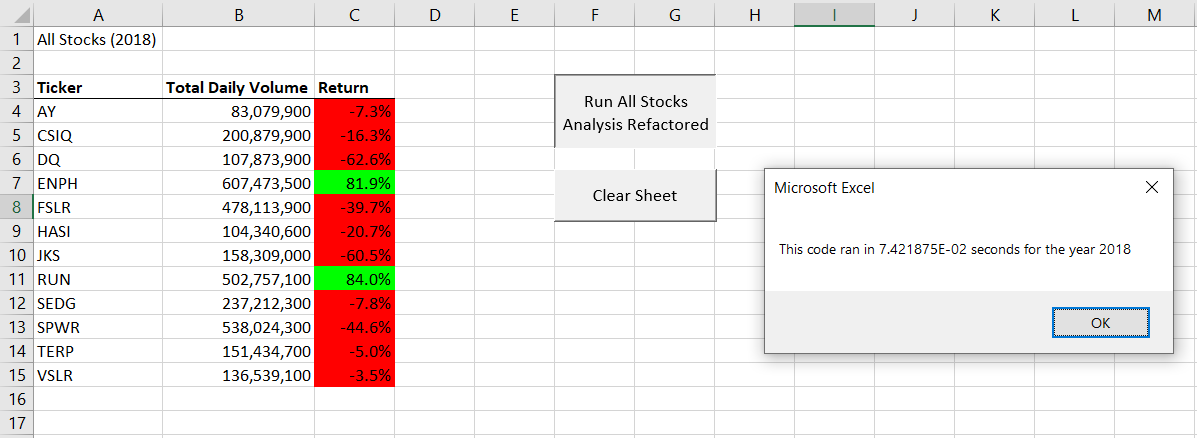 A B C D E F G H I J K L M
1 All Stocks (2018)
2
3 Ticker Total Daily Volume Return
4 AY 83,079,900 -7.3%
5 CSIQ 200,879,900 -16.3%
6 DQ 107,873,900 -62.6%
7 ENPH 607,473,500 81.9%
8 FSLR 478,113,900 -39.7%
9 HASI 104,340,600 -20.7%
10 JKS 158,309,000 -60.5%
11 RUN 502,757,100 84.0%
12 SEDG 237,212,300 -7.8%
13 SPWR 538,024,300 -44.6%
14 TERP 151,434,700 -5.0%
15 VSLR 136,539,100 -3.5%
16
17
Run All Stocks
Analysis Refactored
Clear Sheet
Microsoft Excel
This code ran in 7.421875E-02 seconds for the year 2018
OK